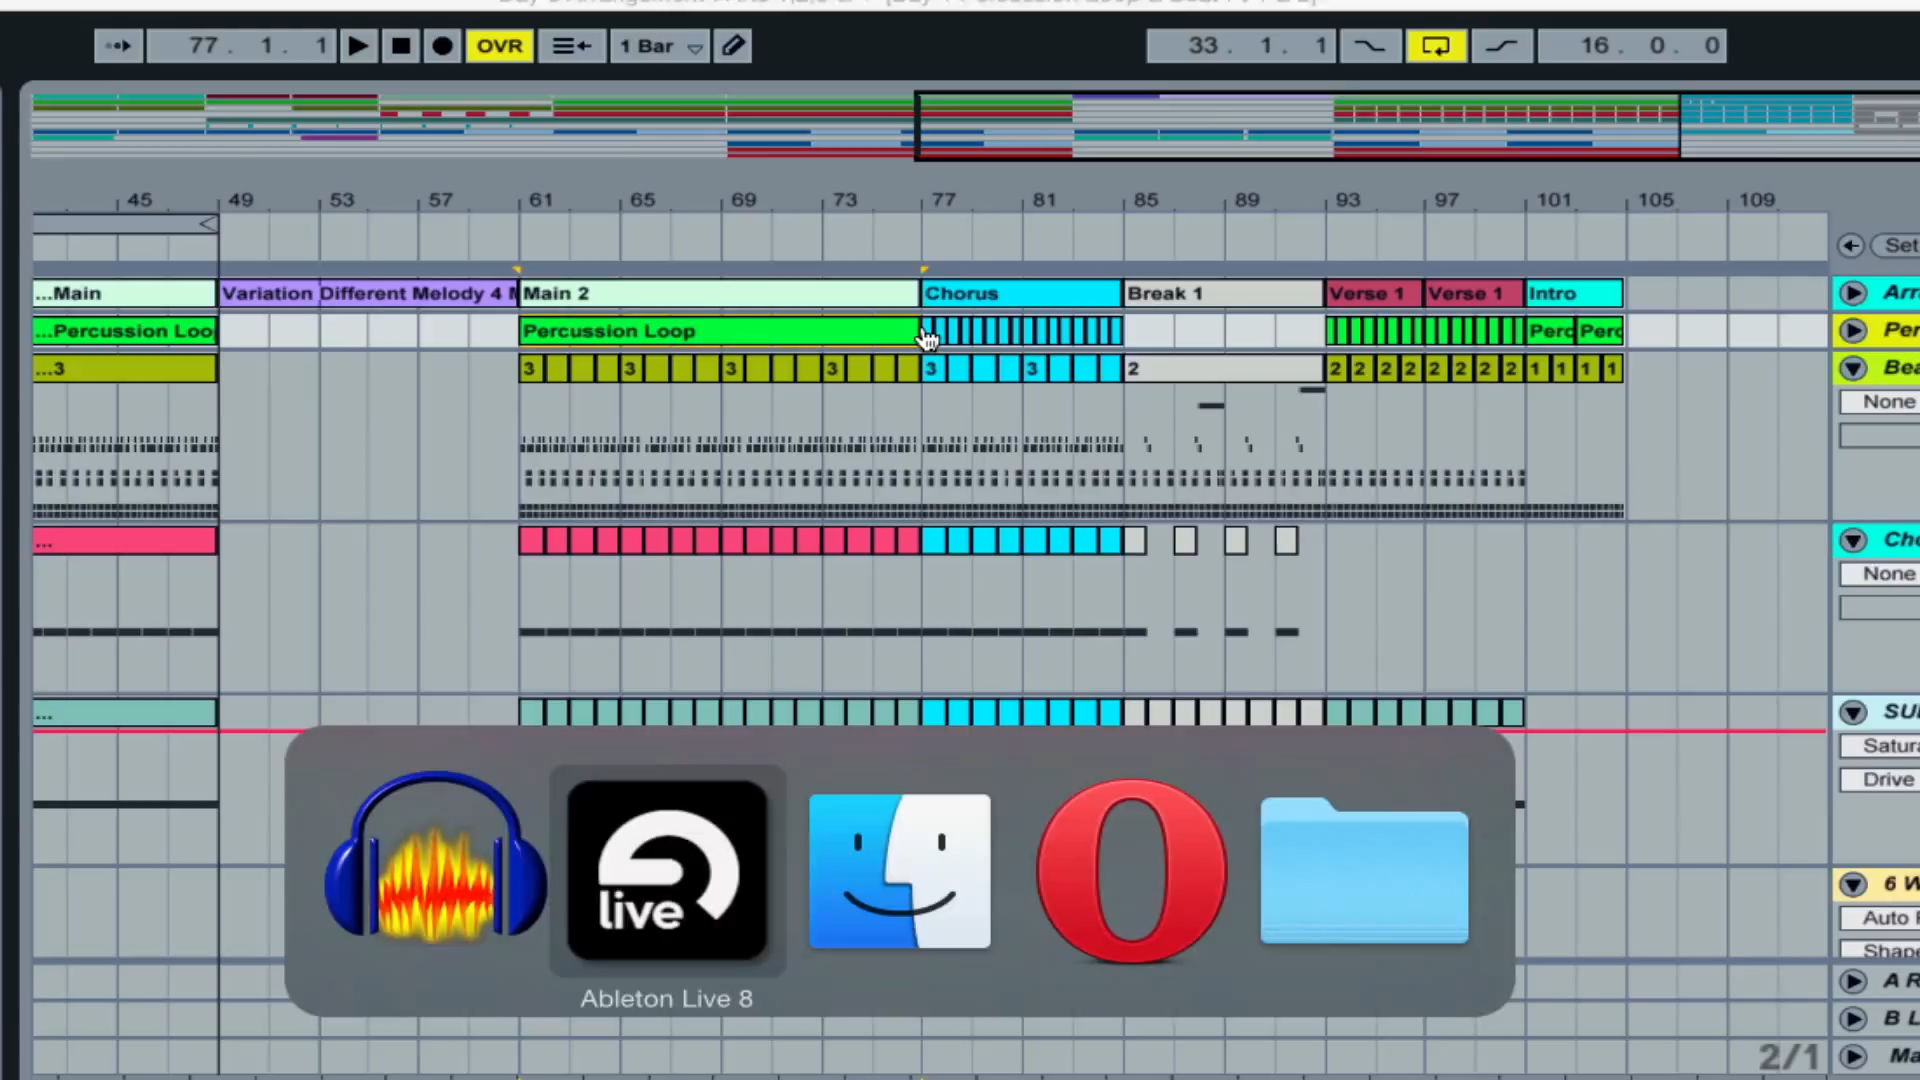 77. 1. 1
OVR
1 Bar
33. 1. 1
16. 0. 0
45 49 53 57 61 65 69 73 77 81 85 89 93 97 101 105 109
Set
...Main Variation Different Melody 4 Main 2 Chorus Break 1 Verse 1 Verse 1 Intro
...Percussion Loo Percussion Loop Perc Perc
...3 3 3 3 3 3 3 2 2 2 2 2 2 2 2 2 1 1 1 1
None
...
None
...
Drive
6
A R
B L
live
Ableton Live 8
2/1